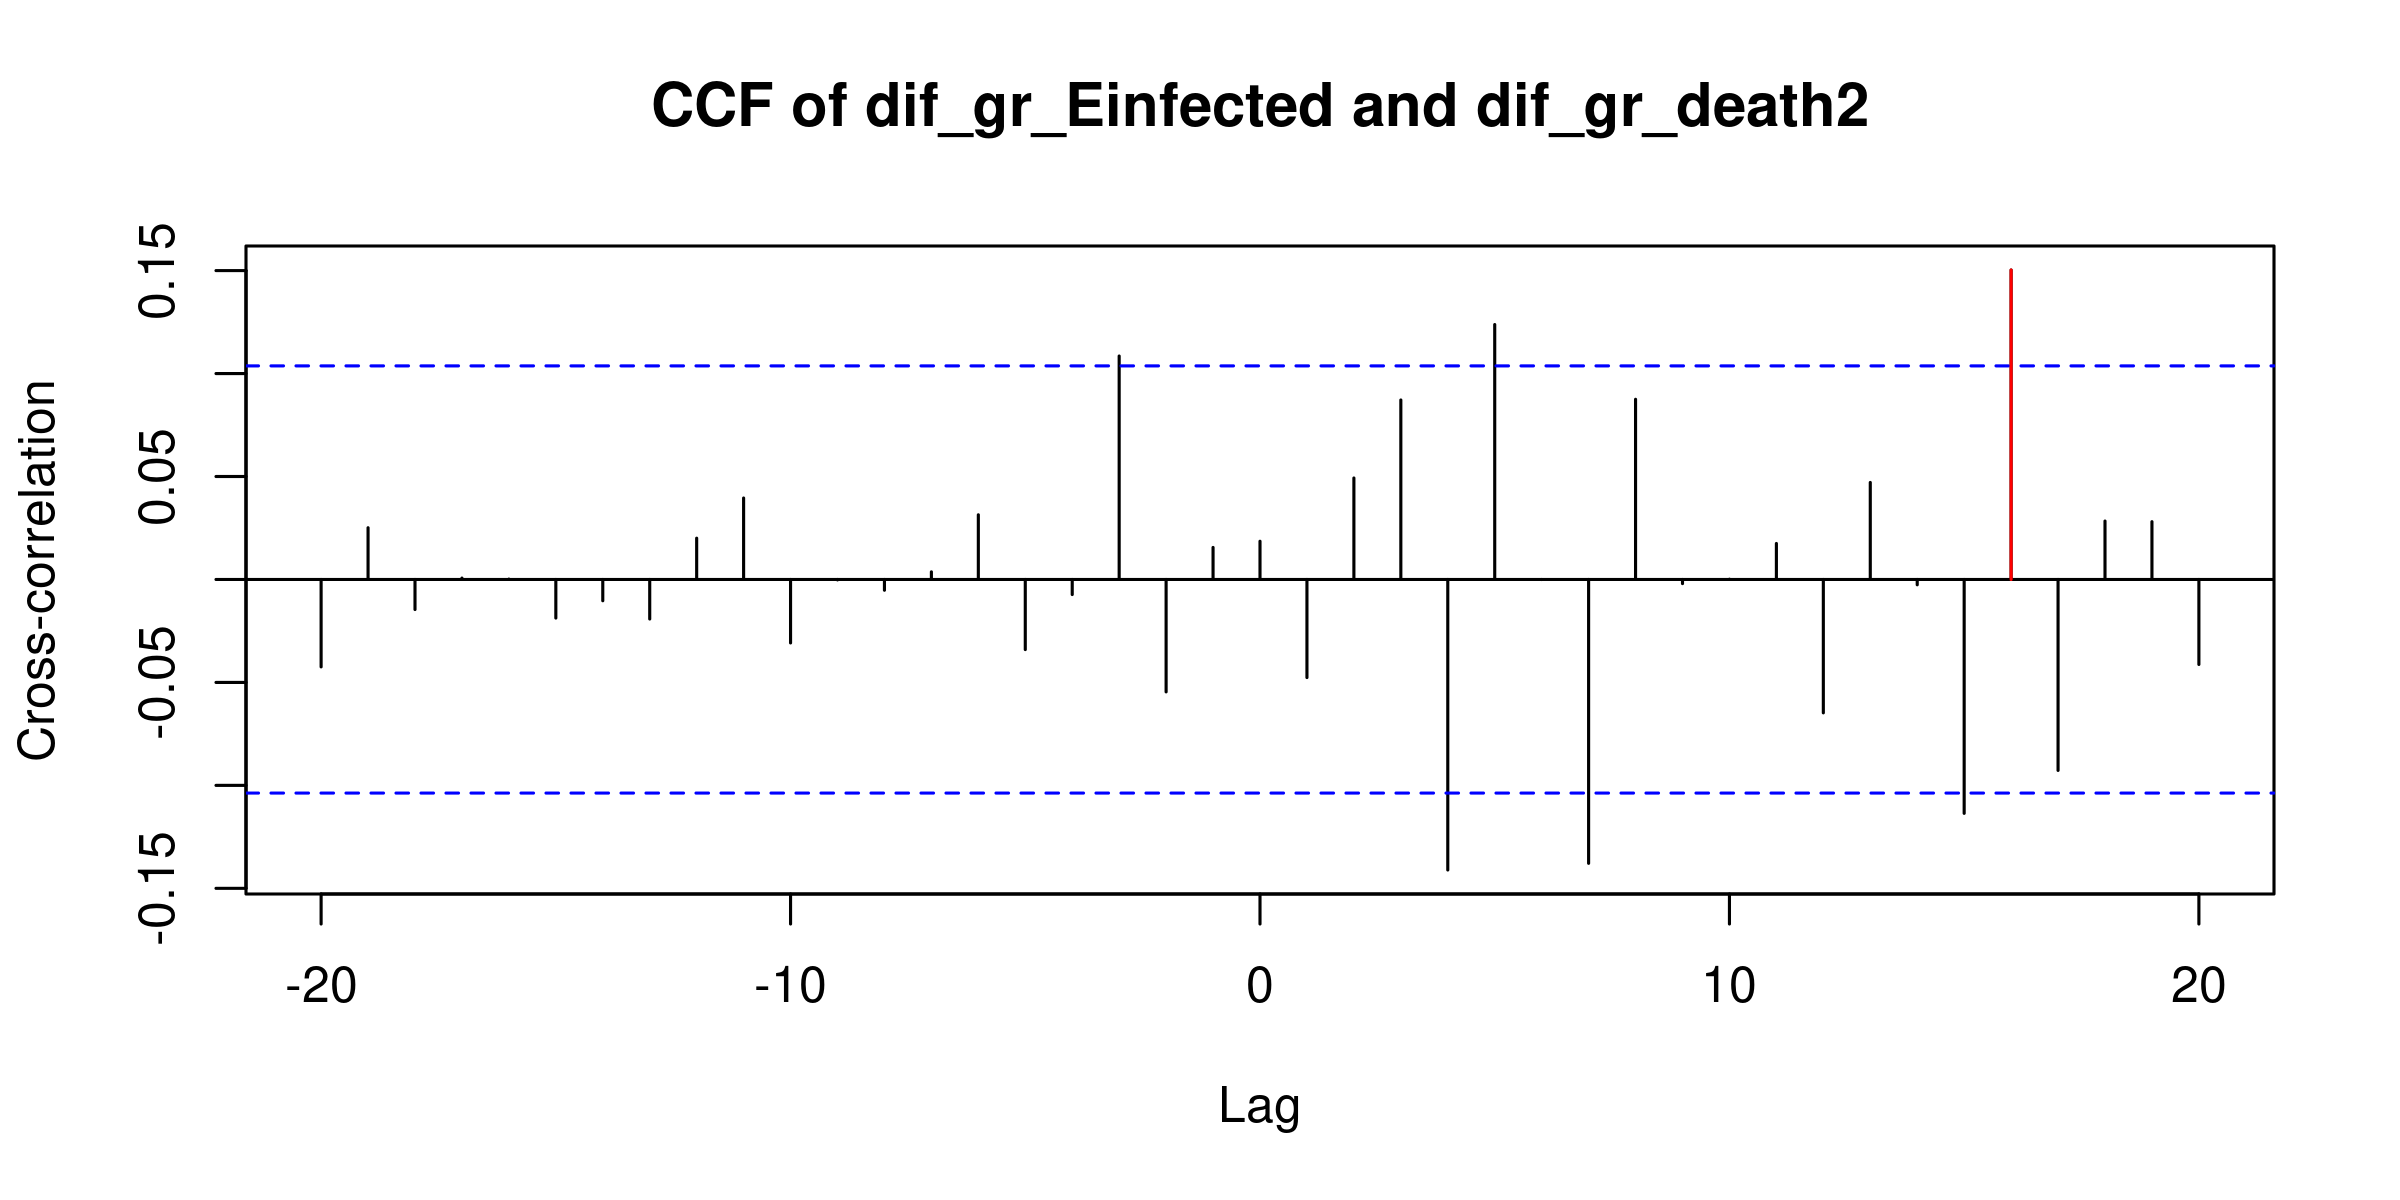 CCF of dif_gr_Einfected and dif_gr_death2
0.15
0.05
-0.05
-0.15
Cross-correlation
-20 -10 0 10 20
Lag